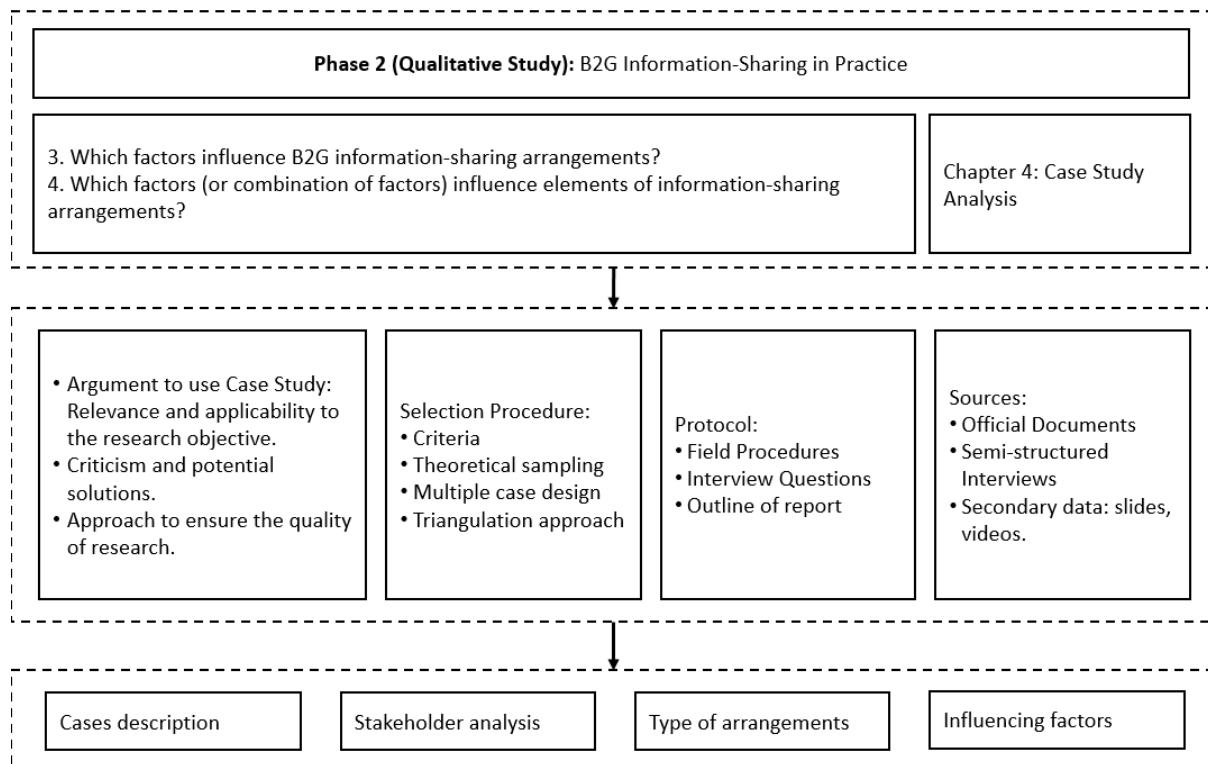 Phase 2 (Qualitative Study): B2G Information-Sharing in Practice
3. Which factors influence B2G information-sharing arrangements?
4. Which factors (or combination of factors) influence elements of information-sharing
arrangements?
Chapter 4: Case Study
Analysis
• Argument to use Case Study:
Relevance and applicability to
the research objective.
• Criticism and potential
solutions.
• Approach to ensure the quality
of research.
Selection Procedure:
• Criteria
• Theoretical sampling
• Multiple case design
• Triangulation approach
Protocol:
• Field Procedures
• Interview Questions
• Outline of report
Sources:
• Official Documents
• Semi-structured
Interviews
• Secondary data: slides,
videos.
Cases description
Stakeholder analysis
Type of arrangements
Influencing factors